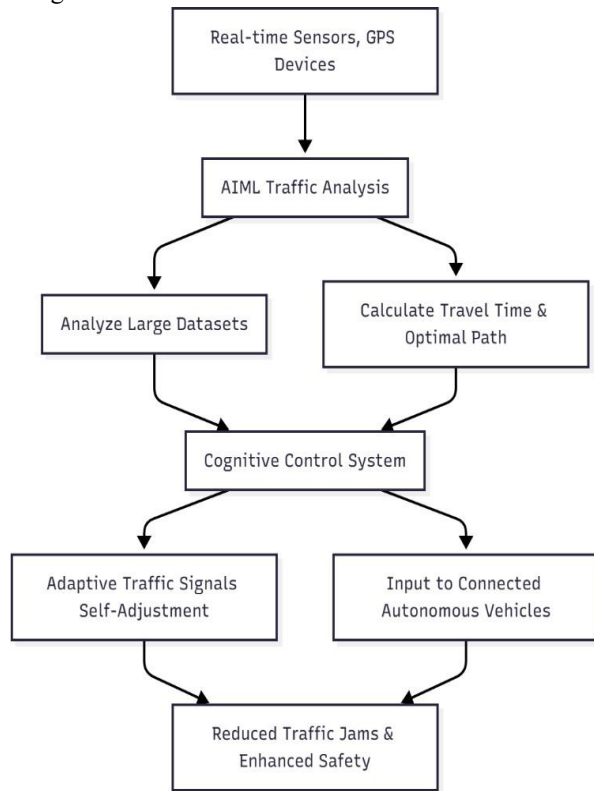 Real-time Sensors, GPS
Devices
AIML Traffic Analysis
Analyze Large Datasets
Calculate Travel Time &
Optimal Path
Cognitive Control System
Adaptive Traffic Signals
Self-Adjustment
Input to Connected
Autonomous Vehicles
Reduced Traffic Jams &
Enhanced Safety